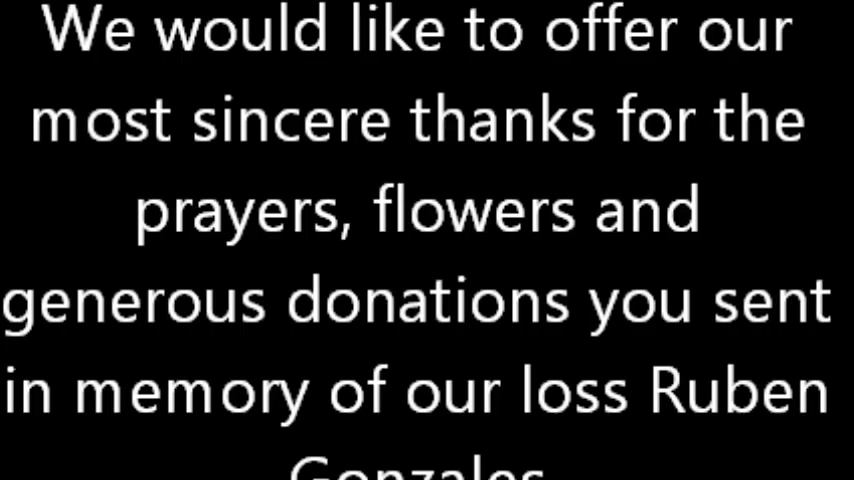 We would like to offer our
most sincere thanks for the
prayers, flowers and
generous donations you sent
in memory of our loss Ruben
Gonzales